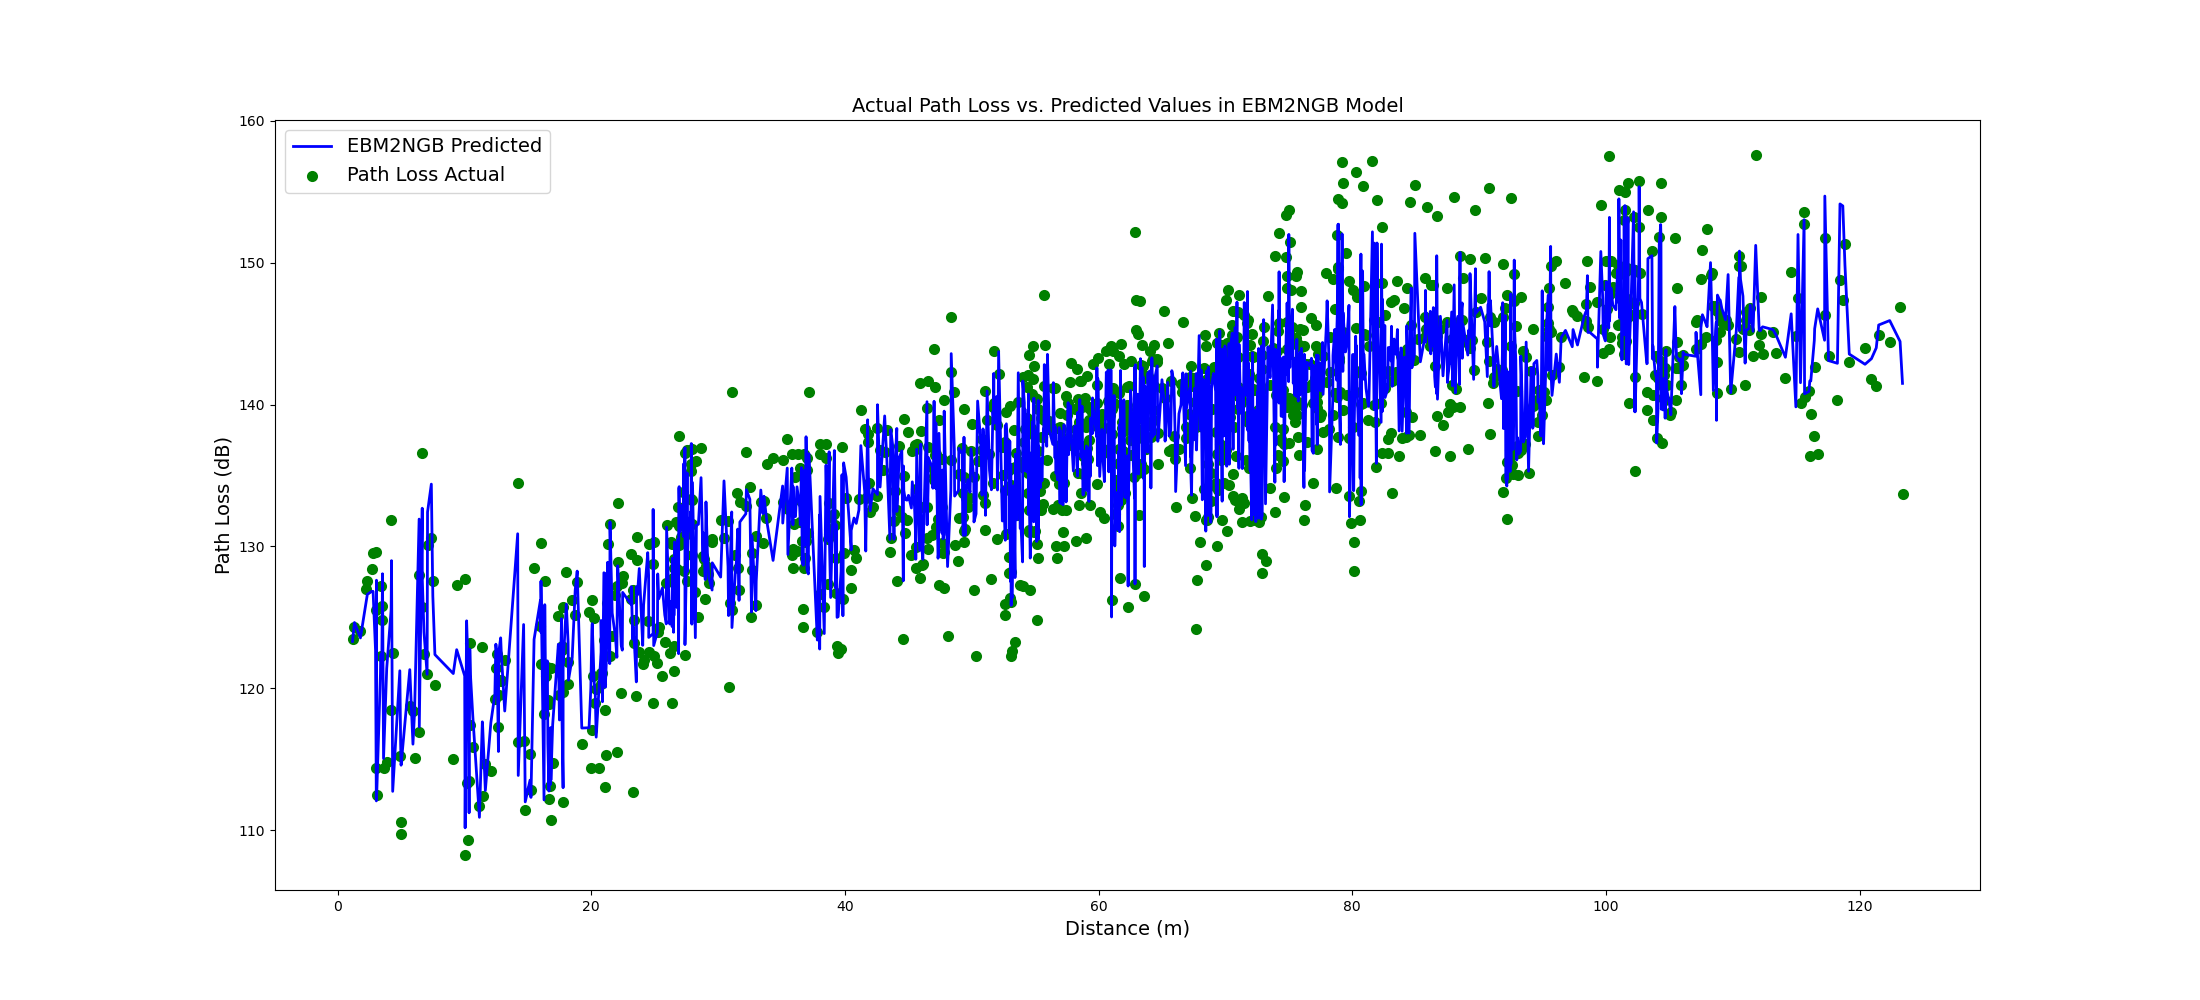 Actual Path Loss vs. Predicted Values in EBM2NGB Model
EBM2NGB Predicted
Path Loss Actual
160
150
140
130
120
110
Path Loss (dB)
0 20 40 60 80 100 120
Distance (m)